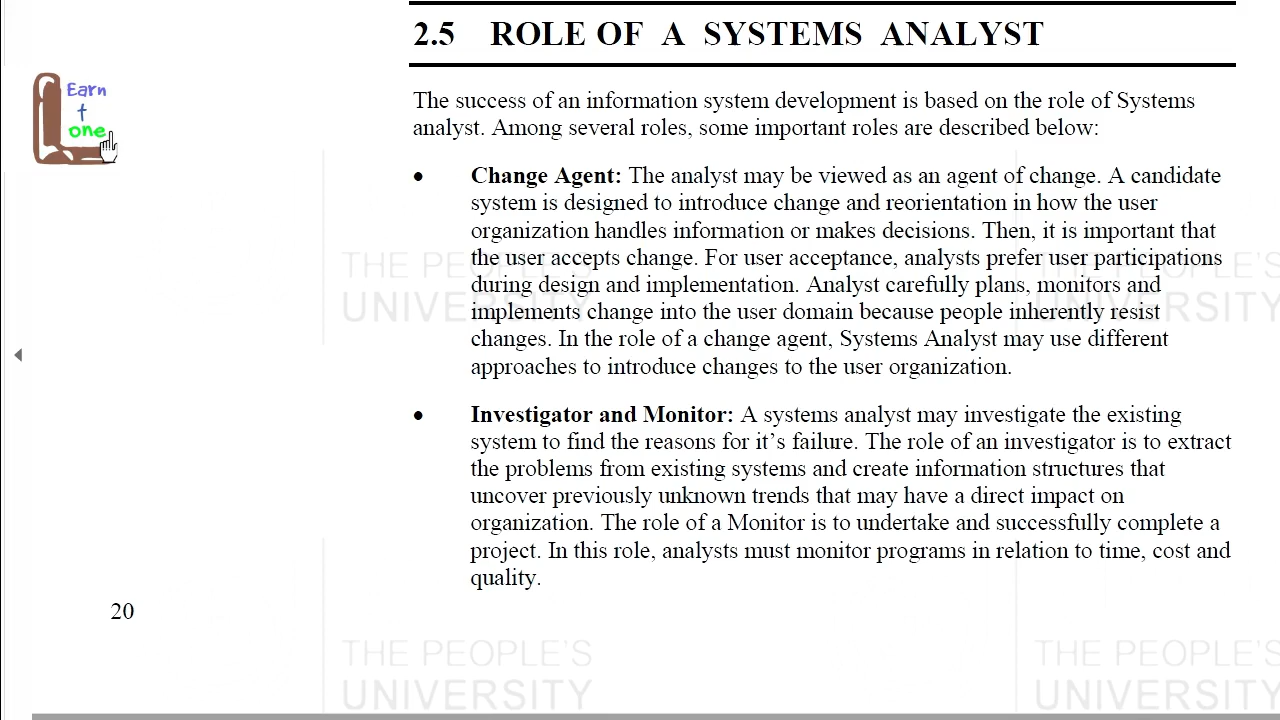 2.5 ROLE OF A SYSTEMS ANALYST
Earn
t
one
The success of an information system development is based on the role of Systems
analyst. Among several roles, some important roles are described below:
• Change Agent: The analyst may be viewed as an agent of change. A candidate
system is designed to introduce change and reorientation in how the user
organization handles information or makes decisions. Then, it is important that
the user accepts change. For user acceptance, analysts prefer user participations
during design and implementation. Analyst carefully plans, monitors and
implements change into the user domain because people inherently resist
changes. In the role of a change agent, Systems Analyst may use different
approaches to introduce changes to the user organization.
• Investigator and Monitor: A systems analyst may investigate the existing
system to find the reasons for it's failure. The role of an investigator is to extract
the problems from existing systems and create information structures that
uncover previously unknown trends that may have a direct impact on
organization. The role of a Monitor is to undertake and successfully complete a
project. In this role, analysts must monitor programs in relation to time, cost and
quality.
20
THE PEOPLE'S
UNIVERSITY
THE PEOPLE'S
UNIVERSITY
THE PEOPLE'S
UNIVERSITY
THE PEOPLE'S
UNIVERSITY